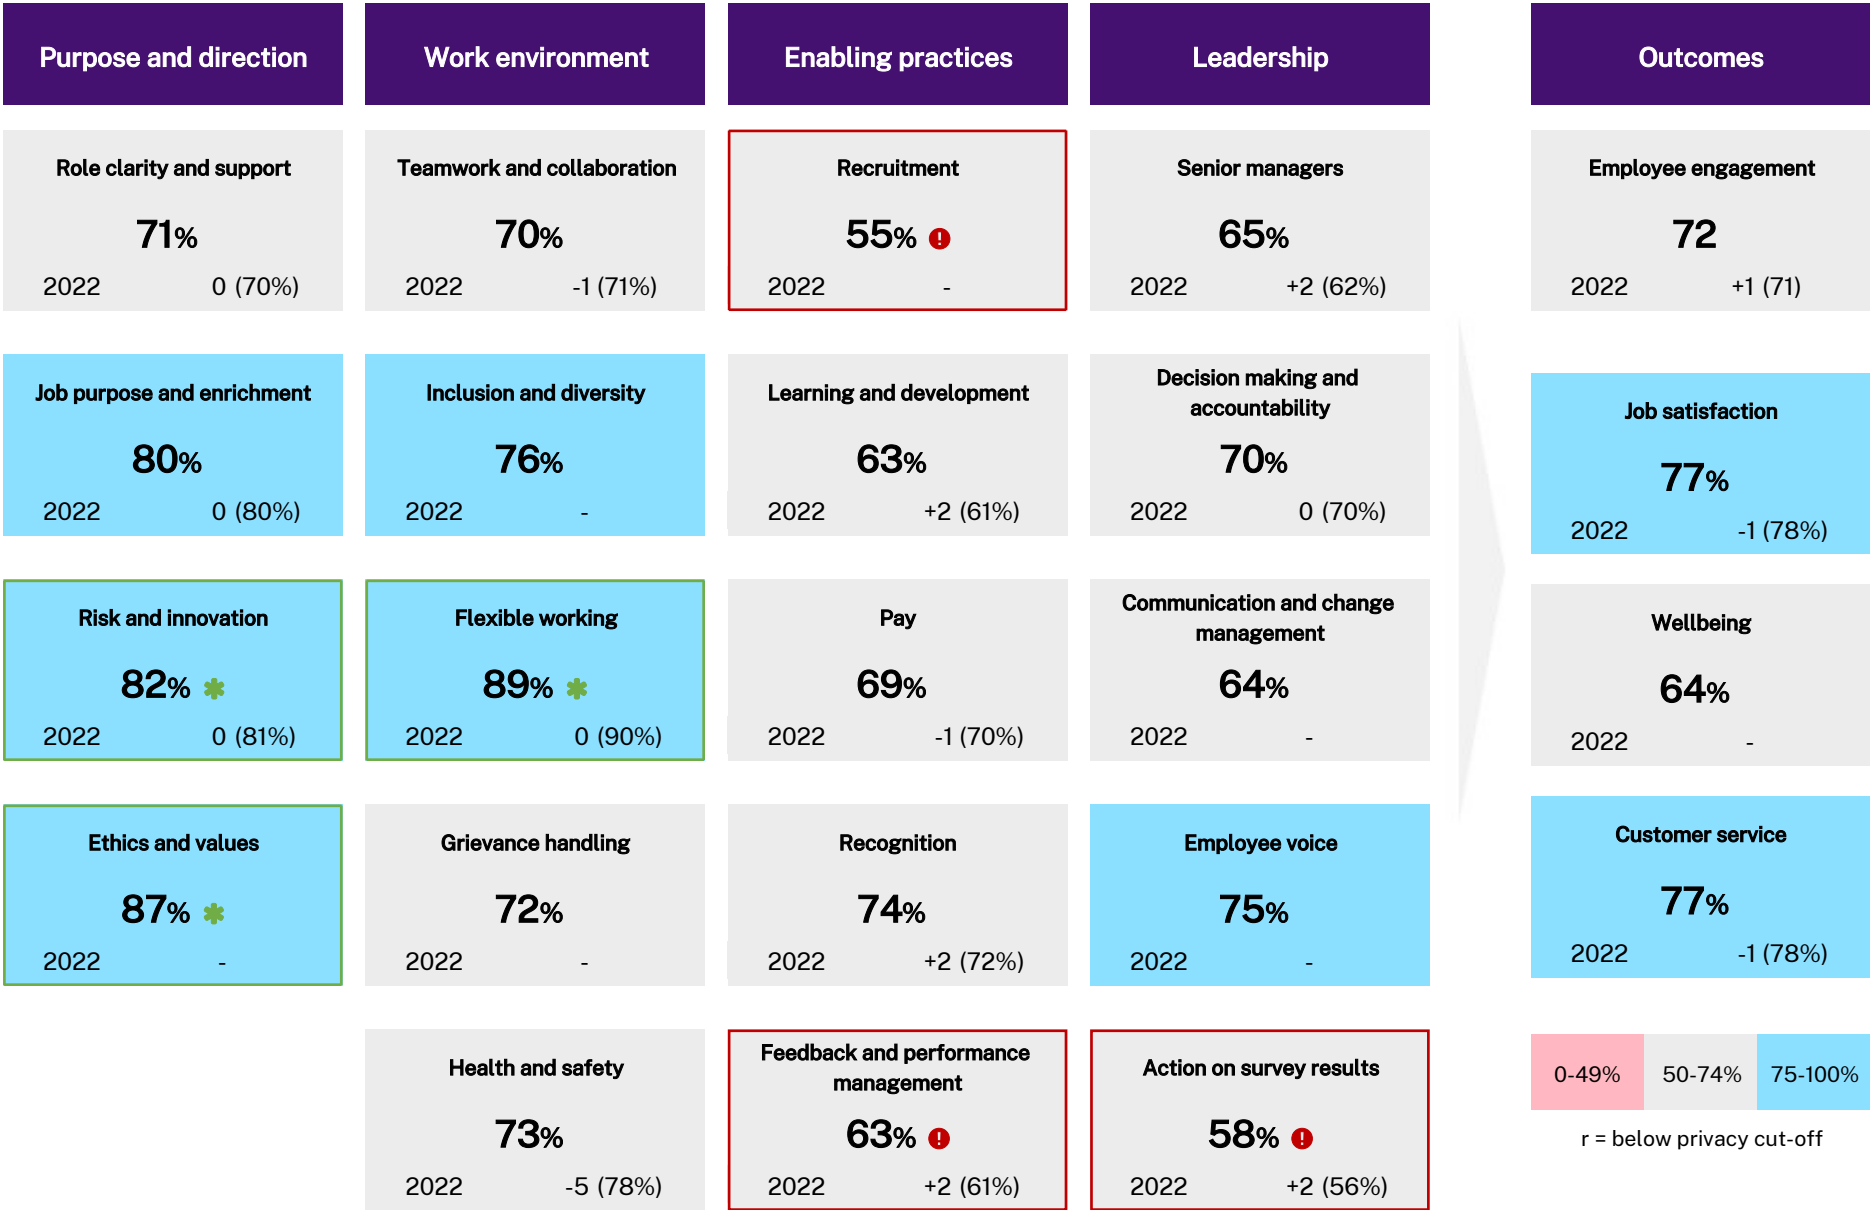 Purpose and direction
Role clarity and support
71%
2022 0 (70%)
Job purpose and enrichment
80%
2022 0 (80%)
Risk and innovation
82%
2022 0 (81%)
Ethics and values
87%
2022 -
Work environment
Teamwork and collaboration
70%
2022 -1 (71%)
Inclusion and diversity
76%
2022 -
Flexible working
89%
2022 0 (90%)
Grievance handling
72%
2022 -
Health and safety
73%
2022 -5 (78%)
Enabling practices
Recruitment
55% !
2022 -
Learning and development
63%
2022 +2 (61%)
Pay
69%
2022 -1 (70%)
Recognition
74%
2022 +2 (72%)
Feedback and performance
management
63% !
2022 +2 (61%)
Leadership
Senior managers
65%
2022 +2 (62%)
Decision making and
accountability
70%
2022 0 (70%)
Communication and change
management
64%
2022 -
Employee voice
75%
2022 -
Action on survey results
58% !
2022 +2 (56%)
Outcomes
Employee engagement
72
2022 +1 (71)
Job satisfaction
77%
2022 -1 (78%)
Wellbeing
64%
2022 -
Customer service
77%
2022 -1 (78%)
0-49% 50-74% 75-100%
r = below privacy cut-off